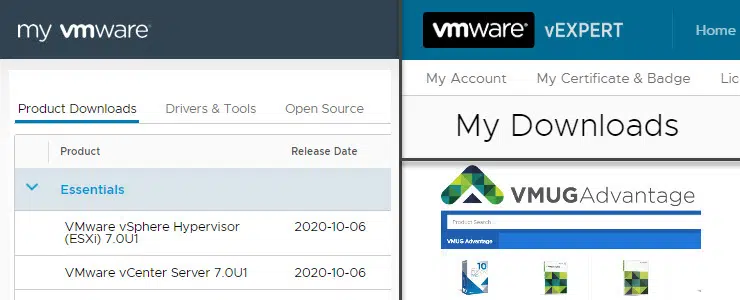 my vmware®
Product Downloads Drivers & Tools Open Source
Product Release Date
Essentials
VMware vSphere Hypervisor 2020-10-06
(ESXi) 7.0U1
VMware vCenter Server 7.0U1 2020-10-06
vmware® vEXPERT Home
My Account My Certificate & Badge Lic
My Downloads
VMUGAdvantage
Product Search...
VMUG Advantage
10